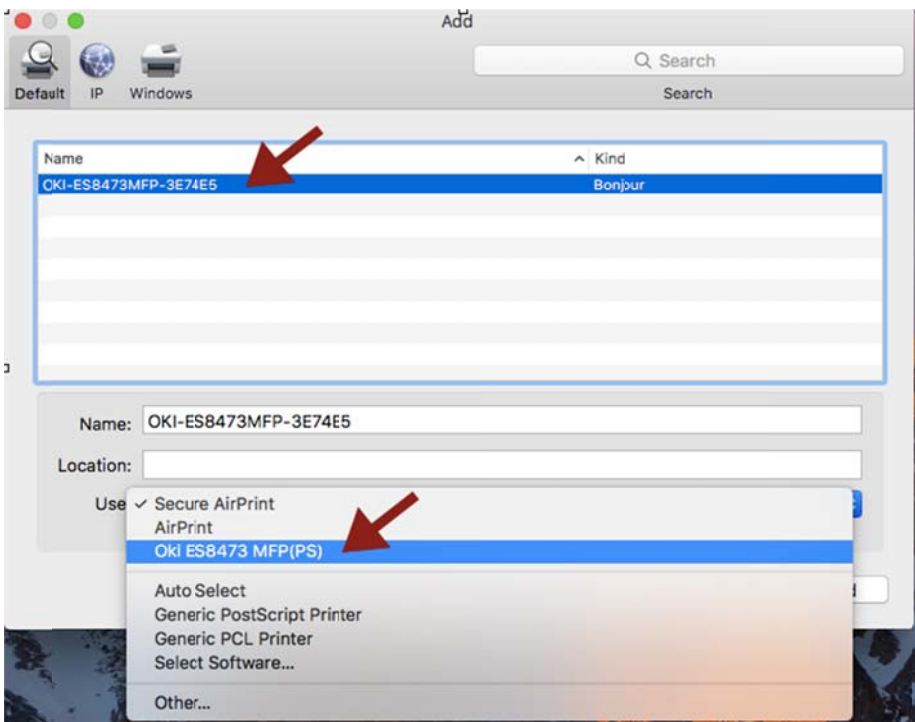 Add
Search
Default IP Windows
Search
Name Kind
OKI-ES8473MFP-3E74E5 Bonjour
Name: OKI-ES8473MFP-3E74E5
Location:
Use ✓ Secure AirPrint
AirPrint
Oki ES8473 MFP(PS)
Auto Select
Generic PostScript Printer
Generic PCL Printer
Select Software...
Other...